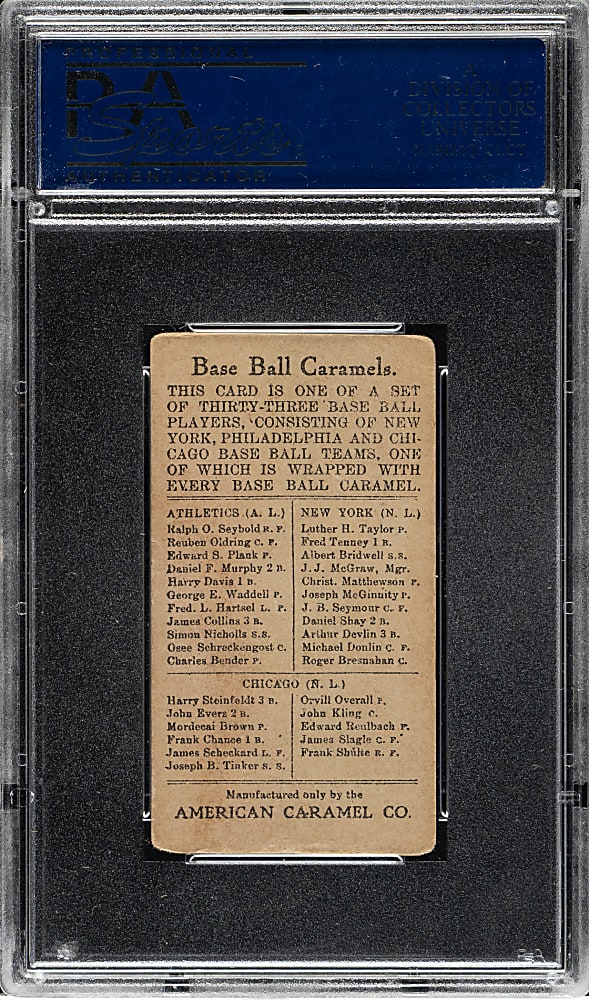 PROFESSIONAL
PSA
Sports
AUTHENTICATOR
A
DIVISION OF
COLLECTORS
UNIVERSE
Base Ball Caramels.
THIS CARD IS ONE OF A SET
OF THIRTY-THREE BASE BALL
PLAYERS, CONSISTING OF NEW
YORK, PHILADELPHIA AND CHI-
CAGO BASE BALL TEAMS, ONE
OF WHICH IS WRAPPED WITH
EVERY BASE BALL CARAMEL.
ATHLETICS (A. L.)
Ralph O. Seybold R. F.
Reuben Oldring C. F.
Edward S. Plank P.
Daniel F. Murphy 2 B.
Harry Davis 1 B.
George E. Waddell P.
Fred. L. Hartsel L. F.
James Collins 3 B.
Simon Nicholls S.S.
Osee Schreckengost C.
Charles Bender P.
NEW YORK (N. L.)
Luther H. Taylor P.
Fred Tenney 1 B.
Albert Bridwell S.S.
J. J. McGraw, Mgr.
Christ. Matthewson P.
Joseph McGinnity P.
J. B. Seymour C. F.
Daniel Shay 2 B.
Arthur Devlin 3 B.
Michael Donlin C. F.
Roger Bresnahan C.
CHICAGO (N. L.)
Harry Steinfeldt 3 B.
John Evers 2 B.
Mordecai Brown P.
Frank Chance 1 B.
James Scheckard L. F.
Joseph B. Tinker S. S.
Orvill Overall P.
John Kling C.
Edward Reulbach P.
James Slagle C. F.
Frank Shulte R. F.
Manufactured only by the
AMERICAN CARAMEL CO.
PSA